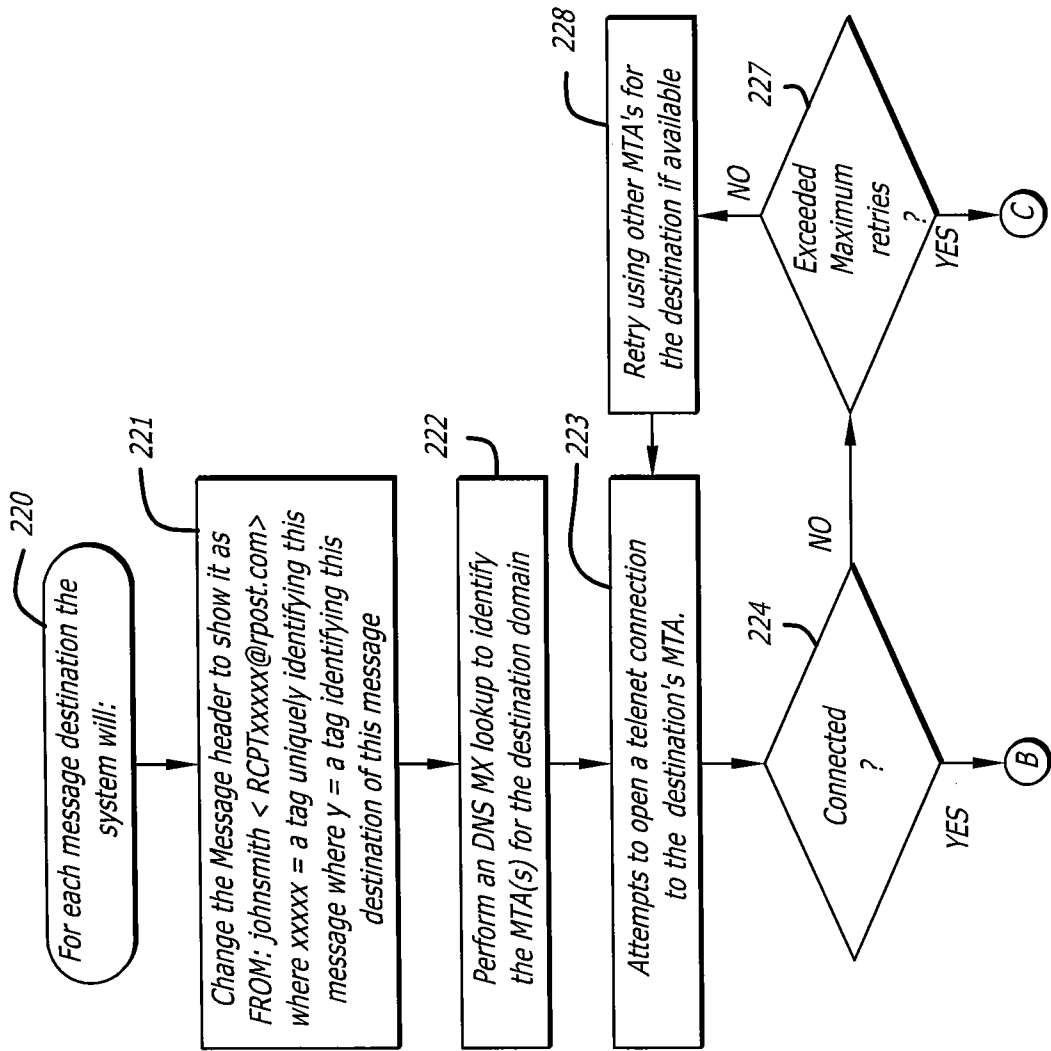 220
For each message destination the
system will:
221
Change the Message header to show it as
FROM: johnsmith < RCPTxxxxx@rpost.com>
where xxxxx = a tag uniquely identifying this
message where y = a tag identifying this
destination of this message
222
Perform an DNS MX lookup to identify
the MTA(s) for the destination domain
223
Attempts to open a telnet connection
to the destination's MTA.
228
Retry using other MTA's for
the destination if available
224
Connected
?
NO
YES
B
227
Exceeded
Maximum
retries
?
NO
YES
C